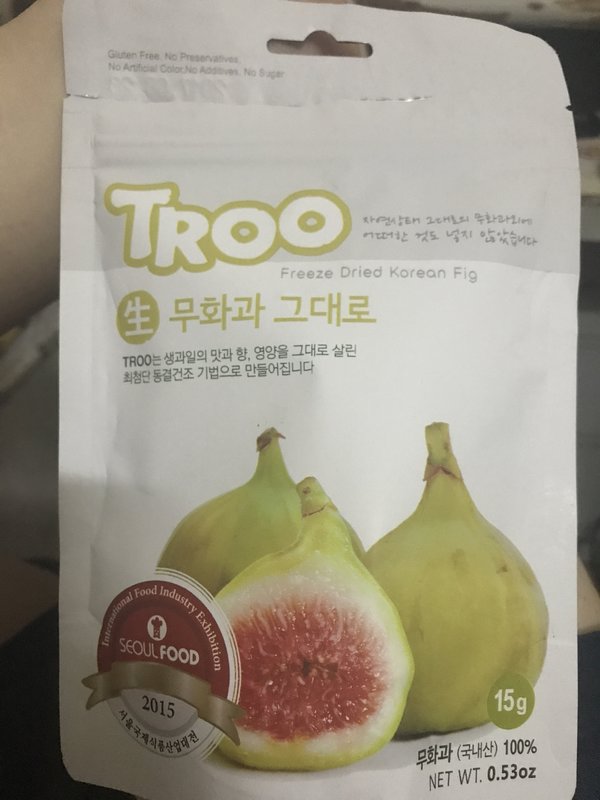 Gluten Free, No Preservatives,
No Artificial Color,No Additives, No Suger
TROO
자연상태 그대로의 무화과외에
어떠한 것도 넣지 않았습니다
Freeze Dried Korean Fig
生 무화과 그대로
TROO는 생과일의 맛과 향, 영양을 그대로 살린
최첨단 동결건조 기법으로 만들어집니다
International Food Industry Exhibition
SEOUL FOOD
2015
서울국제식품산업대전
15g
무화과 (국내산) 100%
NET WT. 0.53oz